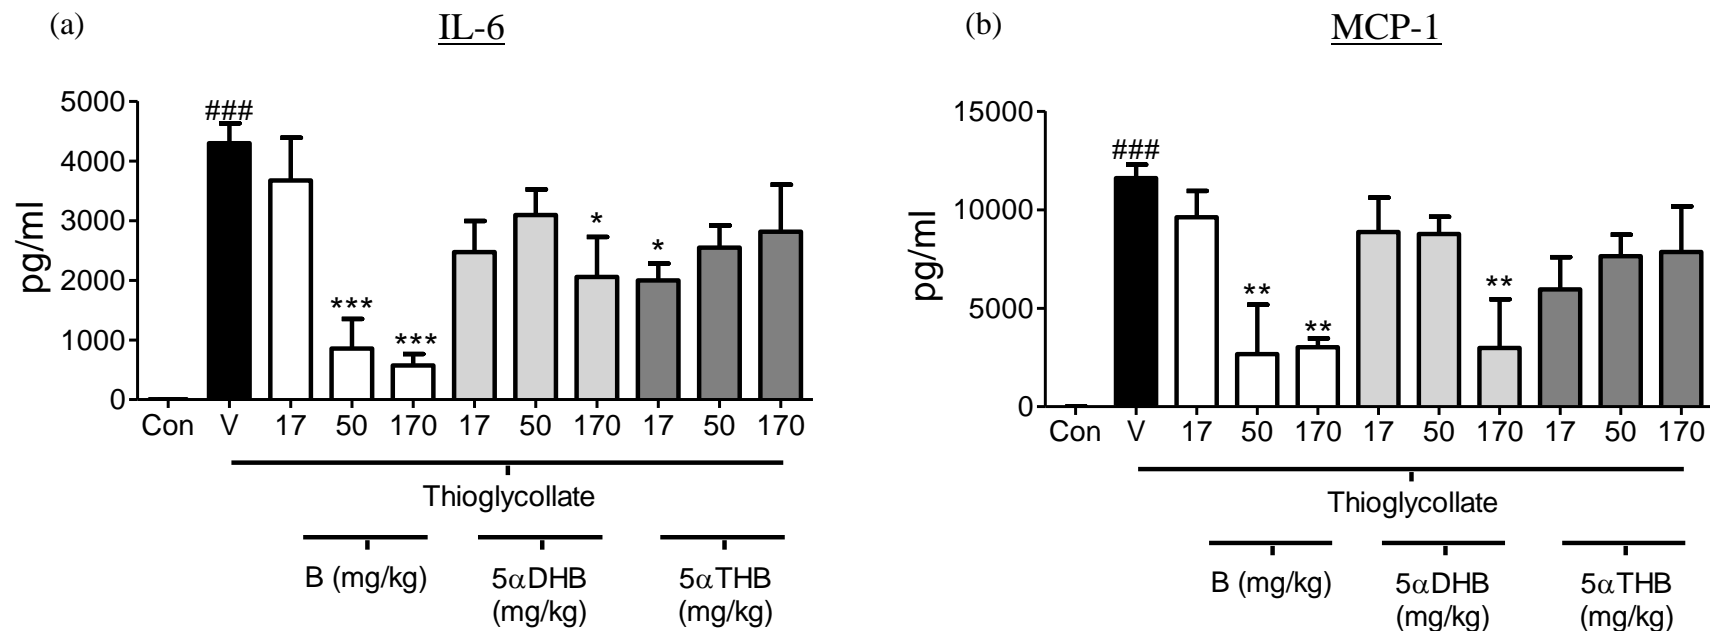 (a)
IL-6
5000
4000
3000
2000
1000
0
pg/ml
###
***
***
*
*
Con V 17 50 170 17 50 170 17 50 170
Thioglycollate
B (mg/kg)
5αDHB
(mg/kg)
5αTHB
(mg/kg)
(b)
MCP-1
15000
10000
5000
0
pg/ml
###
**
**
**
Con V 17 50 170 17 50 170 17 50 170
Thioglycollate
B (mg/kg)
5αDHB
(mg/kg)
5αTHB
(mg/kg)